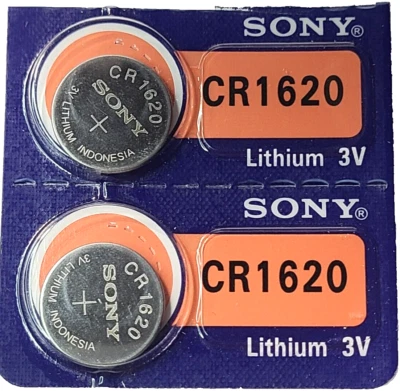 SONY®
CR1620
Lithium 3V
CR1620
SONY
+
3V LITHIUM INDONESIA
SONY®
CR1620
Lithium 3V
CR1620
SONY
+
3V LITHIUM INDONESIA